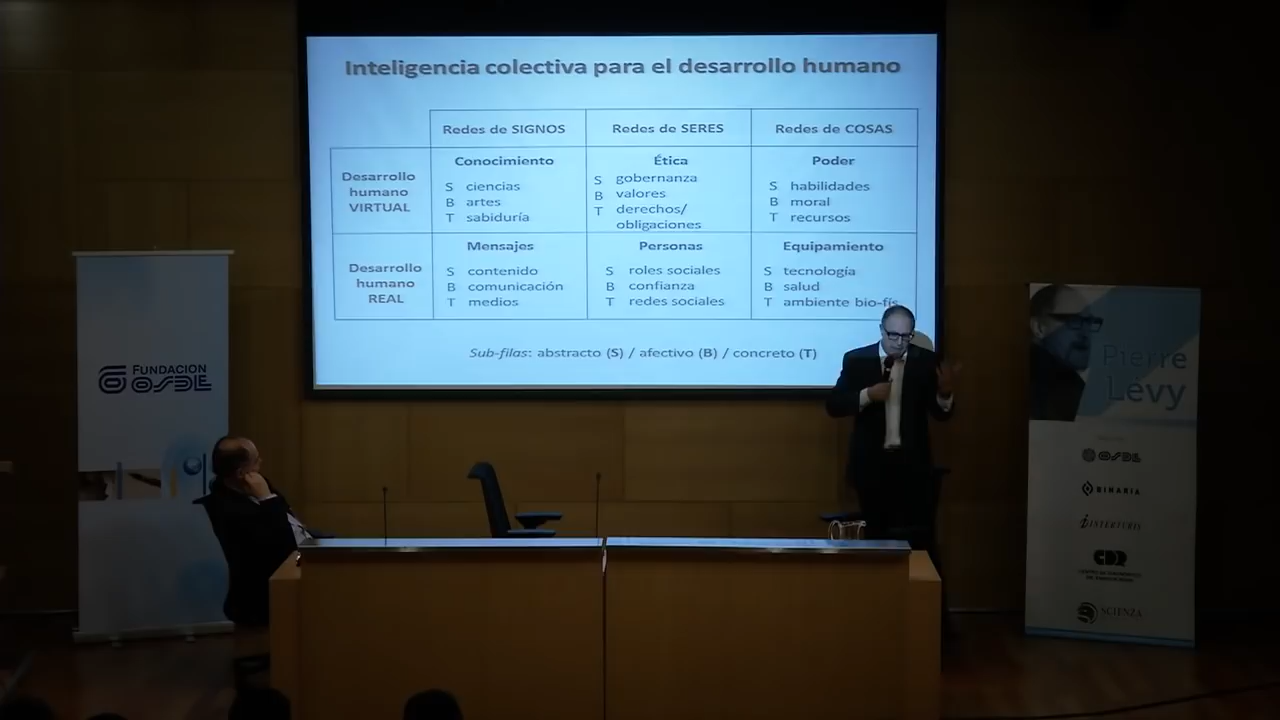 Inteligencia colectiva para el desarrollo humano
Redes de SIGNOS
Redes de SERES
Redes de COSAS
Desarrollo
humano
VIRTUAL
Conocimiento
S ciencias
B artes
T sabiduría
Ética
S gobernanza
B valores
T derechos/
obligaciones
Poder
S habilidades
B moral
T recursos
Desarrollo
humano
REAL
Mensajes
S contenido
B comunicación
T medios
Personas
S roles sociales
B confianza
T redes sociales
Equipamiento
S tecnología
B salud
T ambiente bio-fís
Sub-filas: abstracto (S) / afectivo (B) / concreto (T)
FUNDACION
OSDE
Pierre
Lévy
OSDE
BINARIA
INTERTURIS
CDR
SCIENZA